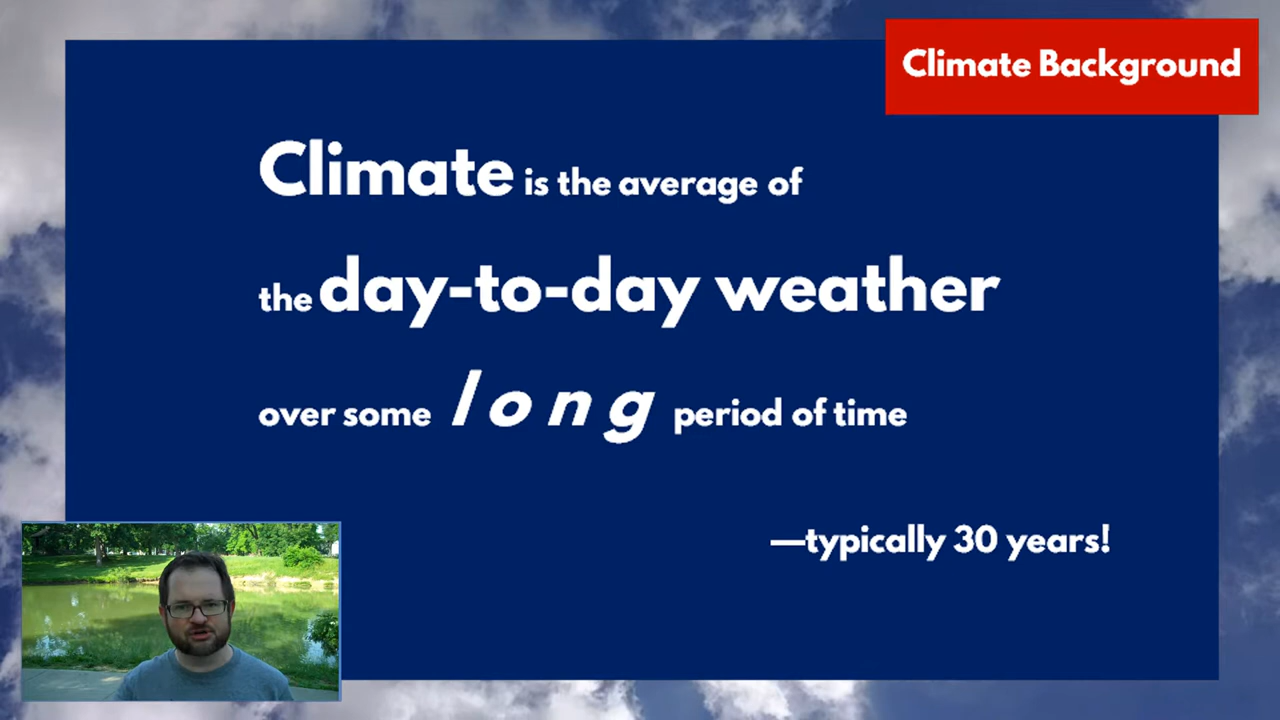 Climate Background
Climate is the average of
the day-to-day weather
over some long period of time
—typically 30 years!